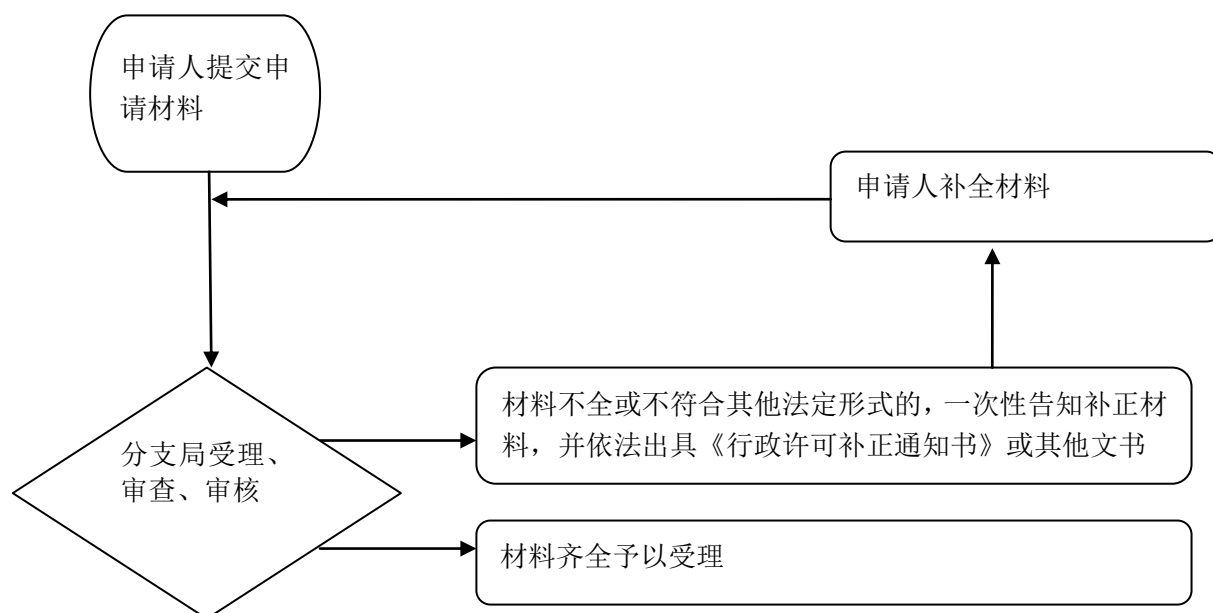 申请人提交申
请材料
申请人补全材料
材料不全或不符合其他法定形式的，一次性告知补正材
料，并依法出具《行政许可补正通知书》或其他文书
分支局受理、
审查、审核
材料齐全予以受理